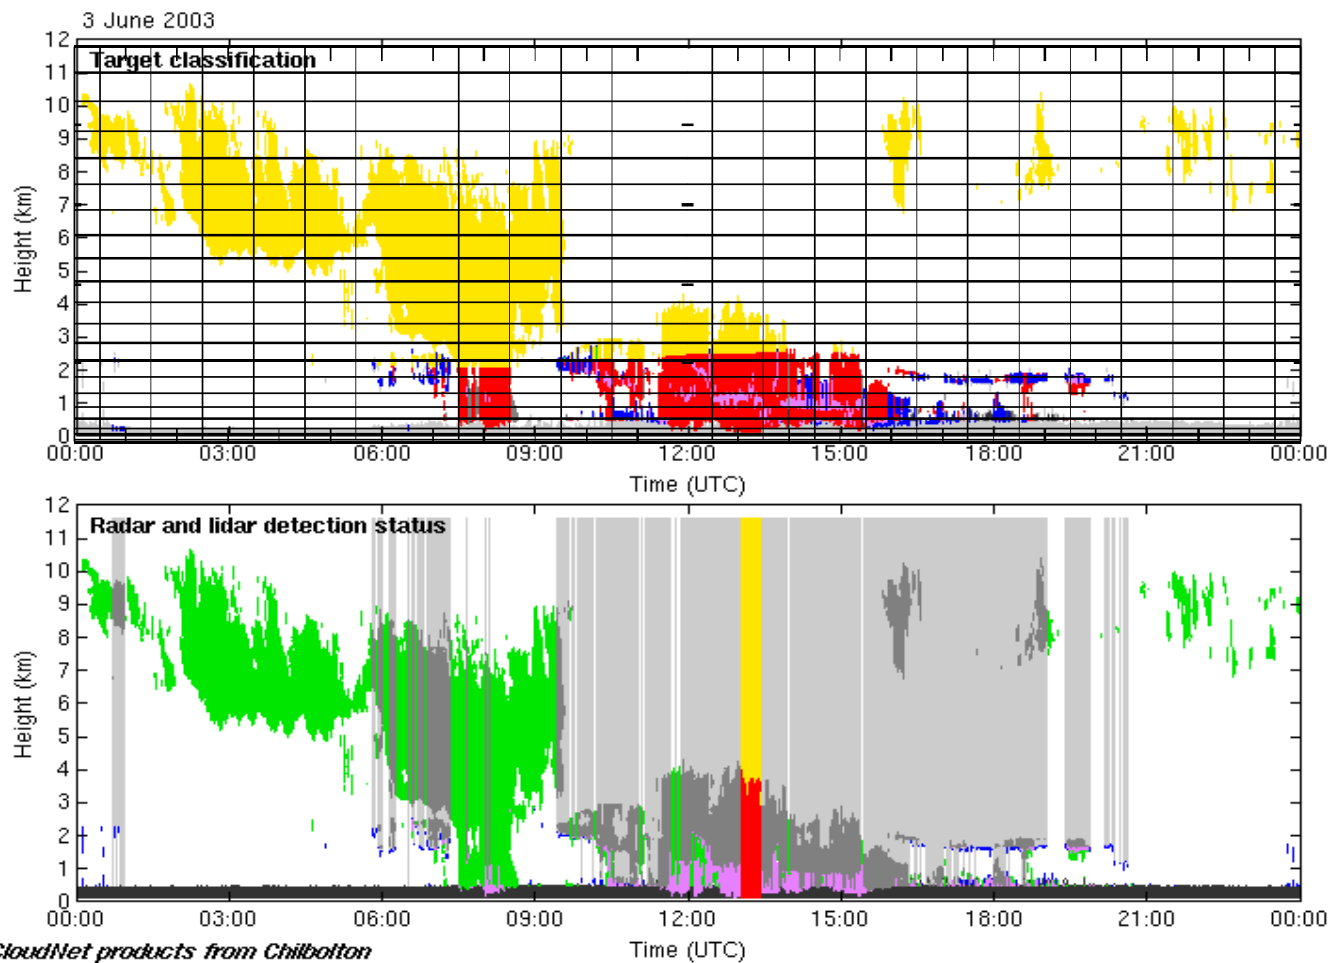 3 June 2003
Target classification
12
11
10
9
8
7
6
5
4
3
2
1
0
Height (km)
00:00 03:00 06:00 09:00 12:00 15:00 18:00 21:00 00:00
Time (UTC)
Radar and lidar detection status
12
11
10
9
8
7
6
5
4
3
2
1
0
Height (km)
00:00 03:00 06:00 09:00 12:00 15:00 18:00 21:00 00:00
Time (UTC)
CloudNet products from Chilbolton